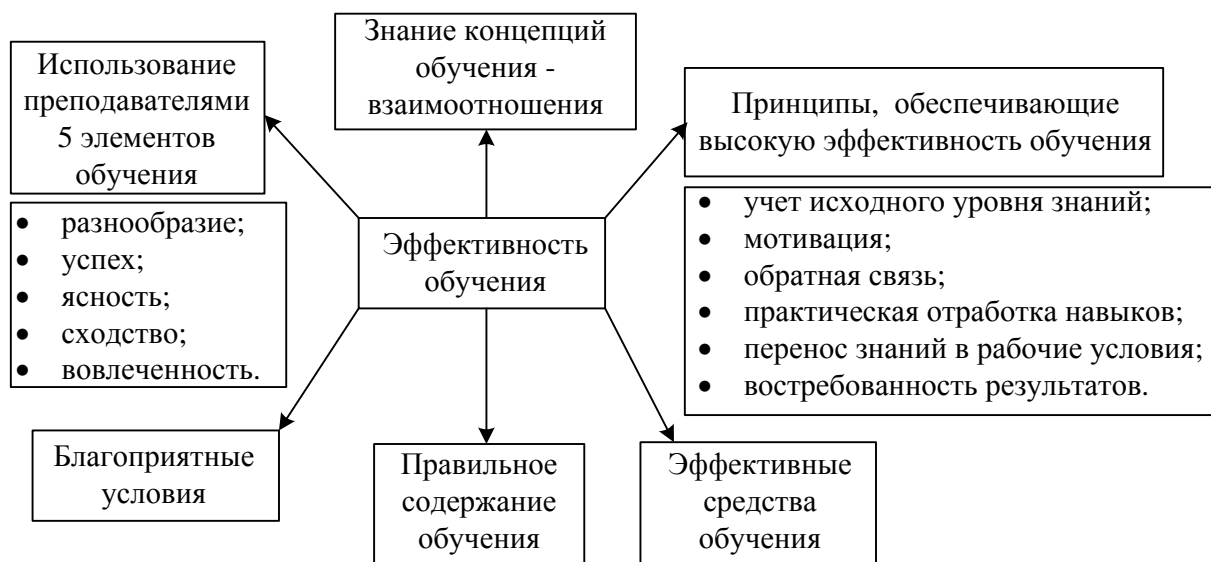 Использование
преподавателями
5 элементов
обучения
Знание концепций
обучения -
взаимоотношения
Принципы, обеспечивающие
высокую эффективность обучения
• разнообразие;
• успех;
• ясность;
• сходство;
• вовлеченность.
Эффективность
обучения
• учет исходного уровня знаний;
• мотивация;
• обратная связь;
• практическая отработка навыков;
• перенос знаний в рабочие условия;
• востребованность результатов.
Благоприятные
условия
Правильное
содержание
обучения
Эффективные
средства
обучения